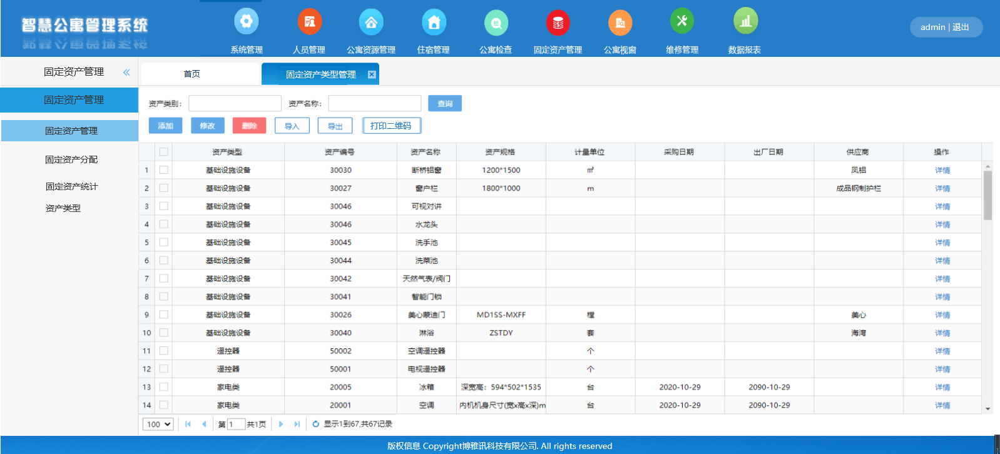 智慧公寓管理系统
系统管理 人员管理 公寓资源管理 住宿管理 公寓检查 固定资产管理 公寓视窗 维修管理 数据报表
admin | 退出
固定资产管理 «
首页 固定资产类型管理
固定资产管理
固定资产管理
固定资产分配
固定资产统计
资产类型
资产类别： 资产名称： 查询
添加 修改 删除 导入 导出 打印二维码
资产类型 资产编号 资产名称 资产规格 计量单位 采购日期 出厂日期 供应商 操作
1 基础设施设备 30030 断桥铝窗 1200*1500 ㎡ 凤铝 详情
2 基础设施设备 30027 窗户栏 1800*1000 m 成品钢制护栏 详情
3 基础设施设备 30046 可视对讲 详情
4 基础设施设备 30046 水龙头 详情
5 基础设施设备 30045 洗手池 详情
6 基础设施设备 30044 洗菜池 详情
7 基础设施设备 30042 天然气表/阀门 详情
8 基础设施设备 30041 智能门锁 详情
9 基础设施设备 30026 美心蒙迪门 MD1SS-MXFF 樘 美心 详情
10 基础设施设备 30040 淋浴 ZSTDY 套 海湾 详情
11 遥控器 50002 空调遥控器 个 详情
12 遥控器 50001 电视遥控器 个 详情
13 家电类 20005 冰箱 深宽高：594*502*1535 台 2020-10-29 2090-10-29 详情
14 家电类 20001 空调 内机机身尺寸(宽x高x深)m 台 2020-10-29 2090-10-29 详情
100 第 1 共1页 显示1到67,共67记录
版权信息 Copyright博雅讯科技有限公司. All rights reserved